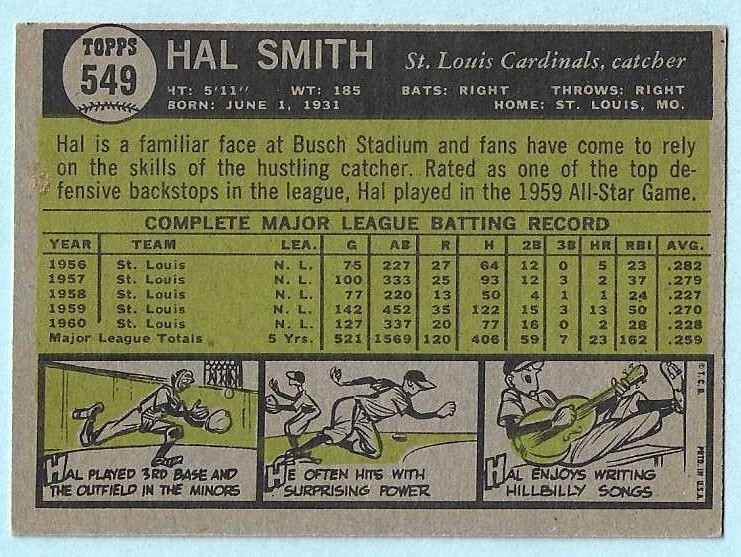 TOPPS
549
HAL SMITH
St. Louis Cardinals, catcher
HT: 5'11" WT: 185 BATS: RIGHT THROWS: RIGHT
BORN: JUNE 1, 1931 HOME: ST. LOUIS, MO.
Hal is a familiar face at Busch Stadium and fans have come to rely
on the skills of the hustling catcher. Rated as one of the top de-
fensive backstops in the league, Hal played in the 1959 All-Star Game.
COMPLETE MAJOR LEAGUE BATTING RECORD
YEAR TEAM LEA. G AB R H 2B 3B HR RBI AVG.
1956 St. Louis N. L. 75 227 27 64 12 0 5 23 .282
1957 St. Louis N. L. 100 333 25 93 12 3 2 37 .279
1958 St. Louis N. L. 77 220 13 50 4 1 1 24 .227
1959 St. Louis N. L. 142 452 35 122 15 3 13 50 .270
1960 St. Louis N. L. 127 337 20 77 16 0 2 28 .228
Major League Totals 5 Yrs. 521 1569 120 406 59 7 23 162 .259
HAL PLAYED 3RD BASE AND
THE OUTFIELD IN THE MINORS
HE OFTEN HITS WITH
SURPRISING POWER
HAL ENJOYS WRITING
HILLBILLY SONGS
© T.C.G. PRTD. IN U.S.A.